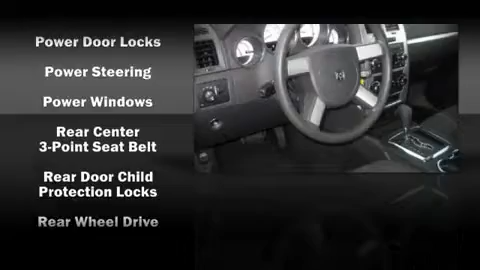 Power Door Locks
Power Steering
Power Windows
Rear Center
3-Point Seat Belt
Rear Door Child
Protection Locks
Rear Wheel Drive